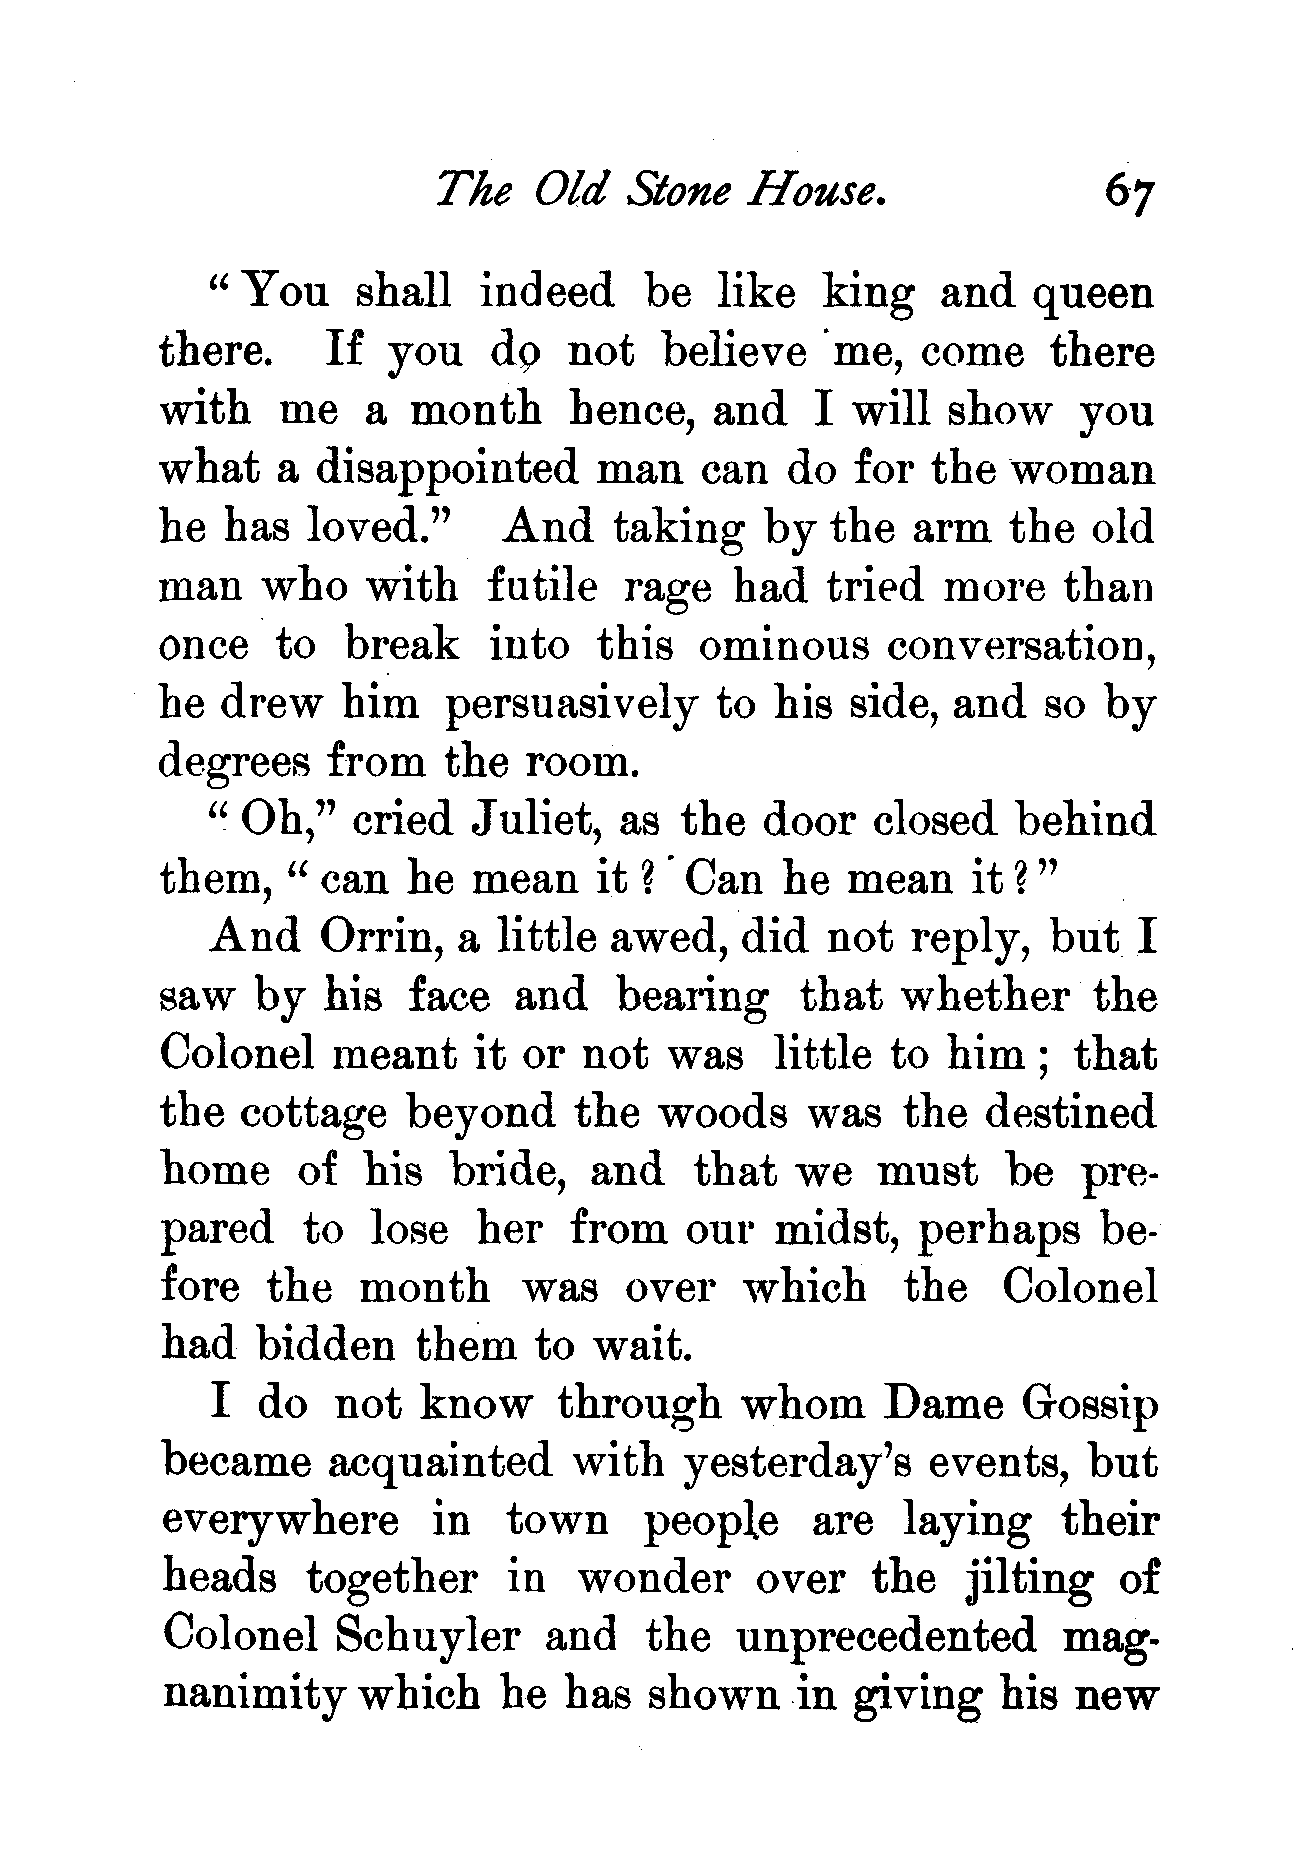 The Old Stone House. 67
“ You shall indeed be like king and queen
there. If you do not believe me, come there
with me a month hence, and I will show you
what a disappointed man can do for the woman
he has loved.” And taking by the arm the old
man who with futile rage had tried more than
once to break into this ominous conversation,
he drew him persuasively to his side, and so by
degrees from the room.
“ Oh,” cried Juliet, as the door closed behind
them, “ can he mean it ? Can he mean it ? ”
And Orrin, a little awed, did not reply, but I
saw by his face and bearing that whether the
Colonel meant it or not was little to him ; that
the cottage beyond the woods was the destined
home of his bride, and that we must be pre-
pared to lose her from our midst, perhaps be-
fore the month was over which the Colonel
had bidden them to wait.
I do not know through whom Dame Gossip
became acquainted with yesterday’s events, but
everywhere in town people are laying their
heads together in wonder over the jilting of
Colonel Schuyler and the unprecedented mag-
nanimity which he has shown in giving his new